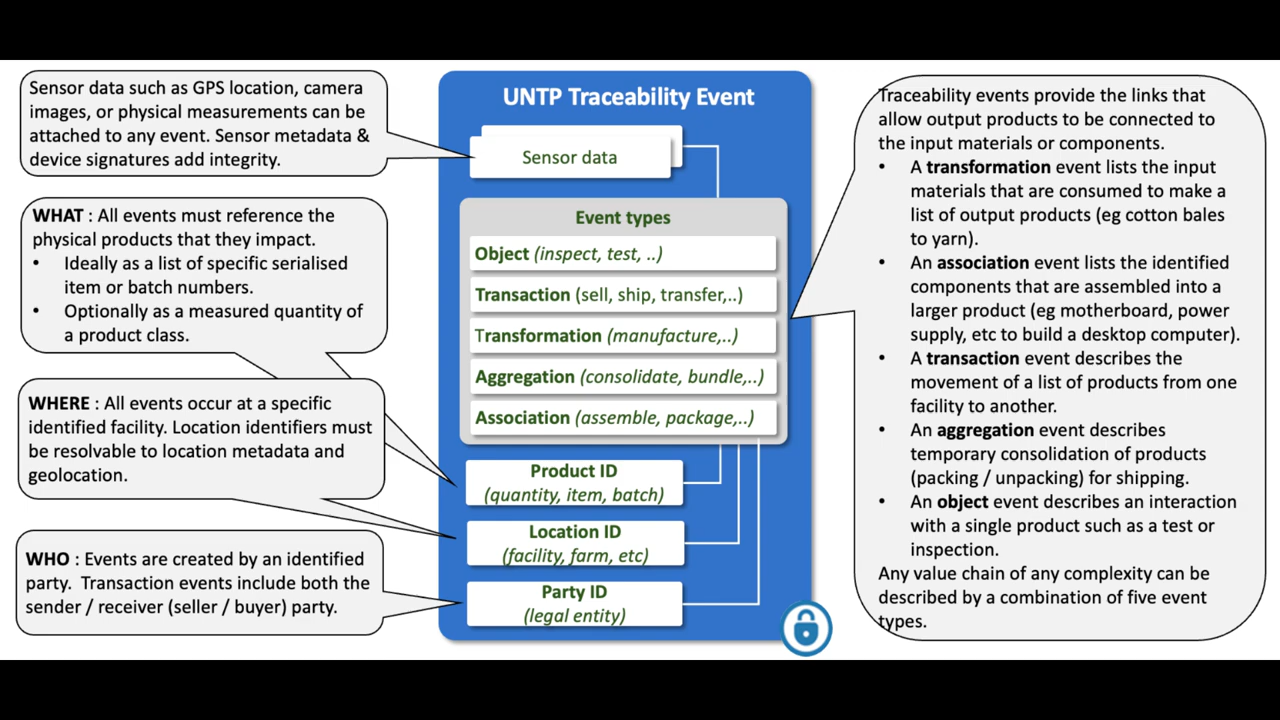 Sensor data such as GPS location, camera
images, or physical measurements can be
attached to any event. Sensor metadata &
device signatures add integrity.
WHAT : All events must reference the
physical products that they impact.
• Ideally as a list of specific serialised
item or batch numbers.
• Optionally as a measured quantity of
a product class.
WHERE : All events occur at a specific
identified facility. Location identifiers must
be resolvable to location metadata and
geolocation.
WHO : Events are created by an identified
party. Transaction events include both the
sender / receiver (seller / buyer) party.
UNTP Traceability Event
Sensor data
Event types
Object (inspect, test, ..)
Transaction (sell, ship, transfer,..)
Transformation (manufacture,..)
Aggregation (consolidate, bundle,..)
Association (assemble, package,..)
Product ID
(quantity, item, batch)
Location ID
(facility, farm, etc)
Party ID
(legal entity)
Traceability events provide the links that
allow output products to be connected to
the input materials or components.
• A transformation event lists the input
materials that are consumed to make a
list of output products (eg cotton bales
to yarn).
• An association event lists the identified
components that are assembled into a
larger product (eg motherboard, power
supply, etc to build a desktop computer).
• A transaction event describes the
movement of a list of products from one
facility to another.
• An aggregation event describes
temporary consolidation of products
(packing / unpacking) for shipping.
• An object event describes an interaction
with a single product such as a test or
inspection.
Any value chain of any complexity can be
described by a combination of five event
types.